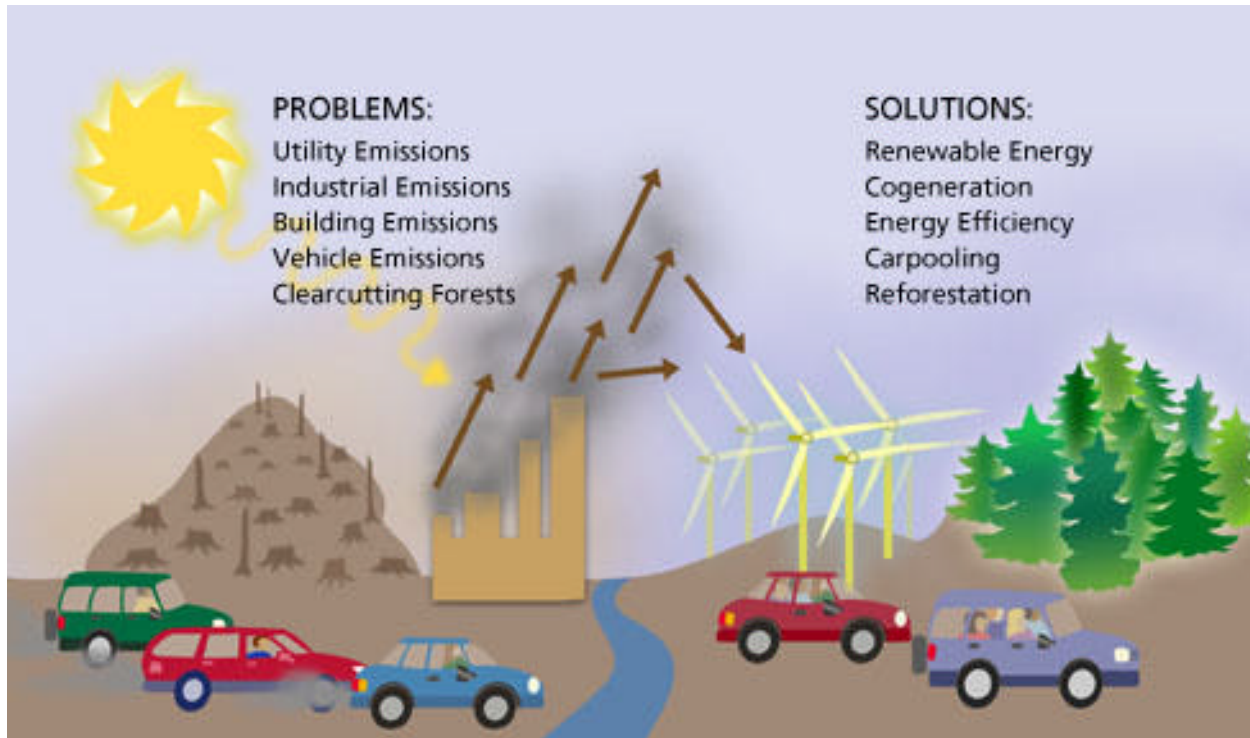 PROBLEMS:
Utility Emissions
Industrial Emissions
Building Emissions
Vehicle Emissions
Clearcutting Forests
SOLUTIONS:
Renewable Energy
Cogeneration
Energy Efficiency
Carpooling
Reforestation